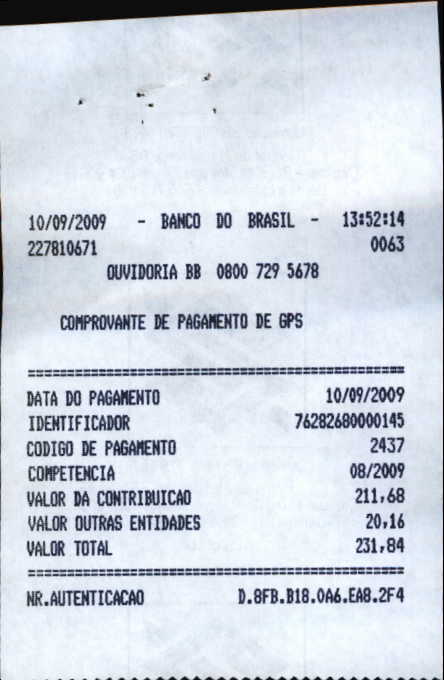 10/09/2009 - BANCO DO BRASIL - 13:52:14
227810671 0063
OUVIDORIA BB 0800 729 5678
COMPROVANTE DE PAGAMENTO DE GPS
================================================
DATA DO PAGAMENTO 10/09/2009
IDENTIFICADOR 76282680000145
CODIGO DE PAGAMENTO 2437
COMPETENCIA 08/2009
VALOR DA CONTRIBUICAO 211,68
VALOR OUTRAS ENTIDADES 20,16
VALOR TOTAL 231,84
================================================
NR.AUTENTICACAO D.8FB.B18.0A6.EA8.2F4